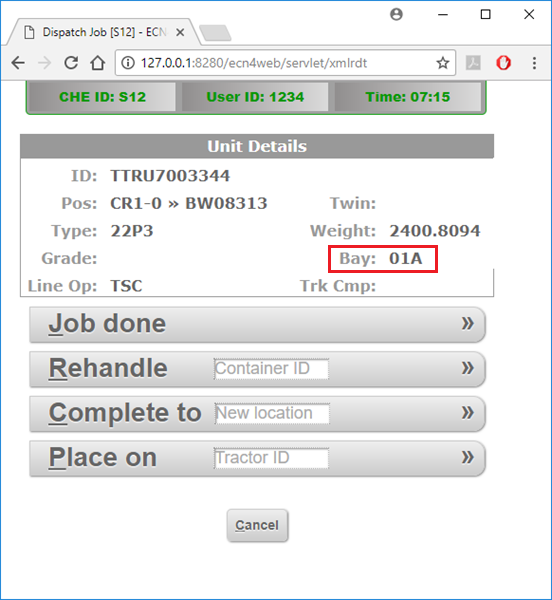 Dispatch Job [S12] - ECN
127.0.0.1:8280/ecn4web/servlet/xmlrdt
CHE ID: S12 User ID: 1234 Time: 07:15
Unit Details
ID: TTRU7003344
Pos: CR1-0 » BW08313 Twin:
Type: 22P3 Weight: 2400.8094
Grade: Bay: 01A
Line Op: TSC Trk Cmp:
Job done »
Rehandle Container ID »
Complete to New location »
Place on Tractor ID »
Cancel